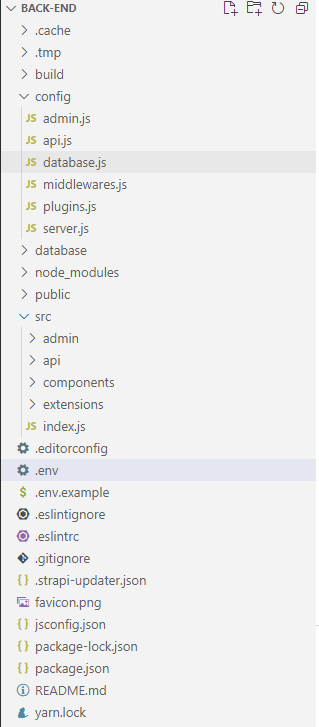 BACK-END
.cache
.tmp
build
config
JS admin.js
JS api.js
JS database.js
JS middlewares.js
JS plugins.js
JS server.js
database
node_modules
public
src
admin
api
components
extensions
JS index.js
.editorconfig
.env
$ .env.example
.eslintignore
.eslintrc
.gitignore
{} .strapi-updater.json
favicon.png
{} jsconfig.json
{} package-lock.json
{} package.json
README.md
yarn.lock